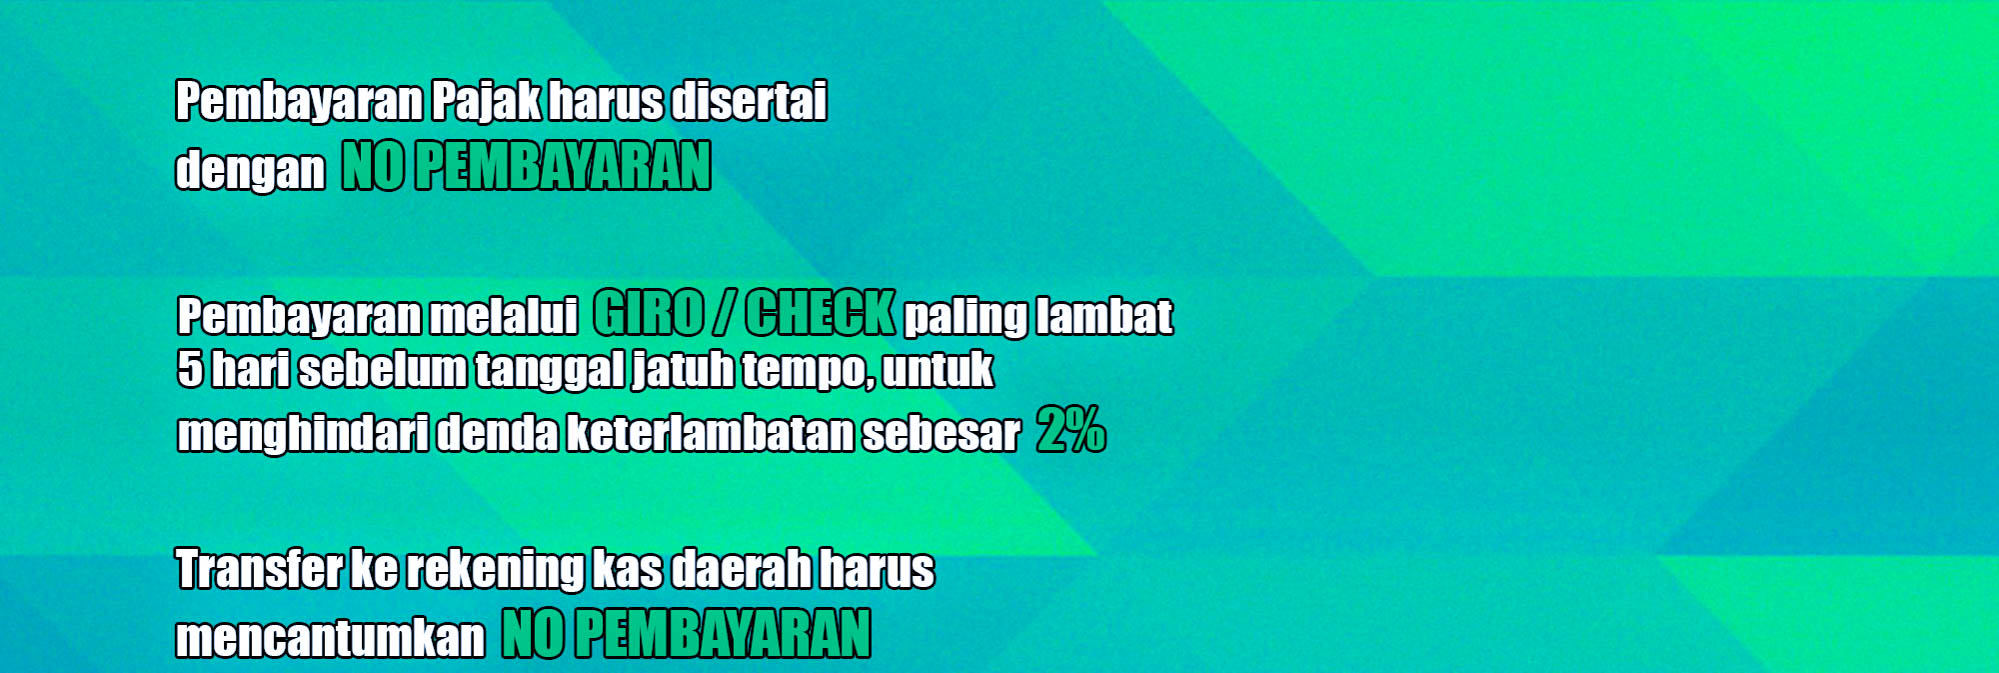 Pembayaran Pajak harus disertai
dengan NO PEMBAYARAN
Pembayaran melalui GIRO / CHECK paling lambat
5 hari sebelum tanggal jatuh tempo, untuk
menghindari denda keterlambatan sebesar 2%
Transfer ke rekening kas daerah harus
mencantumkan NO PEMBAYARAN